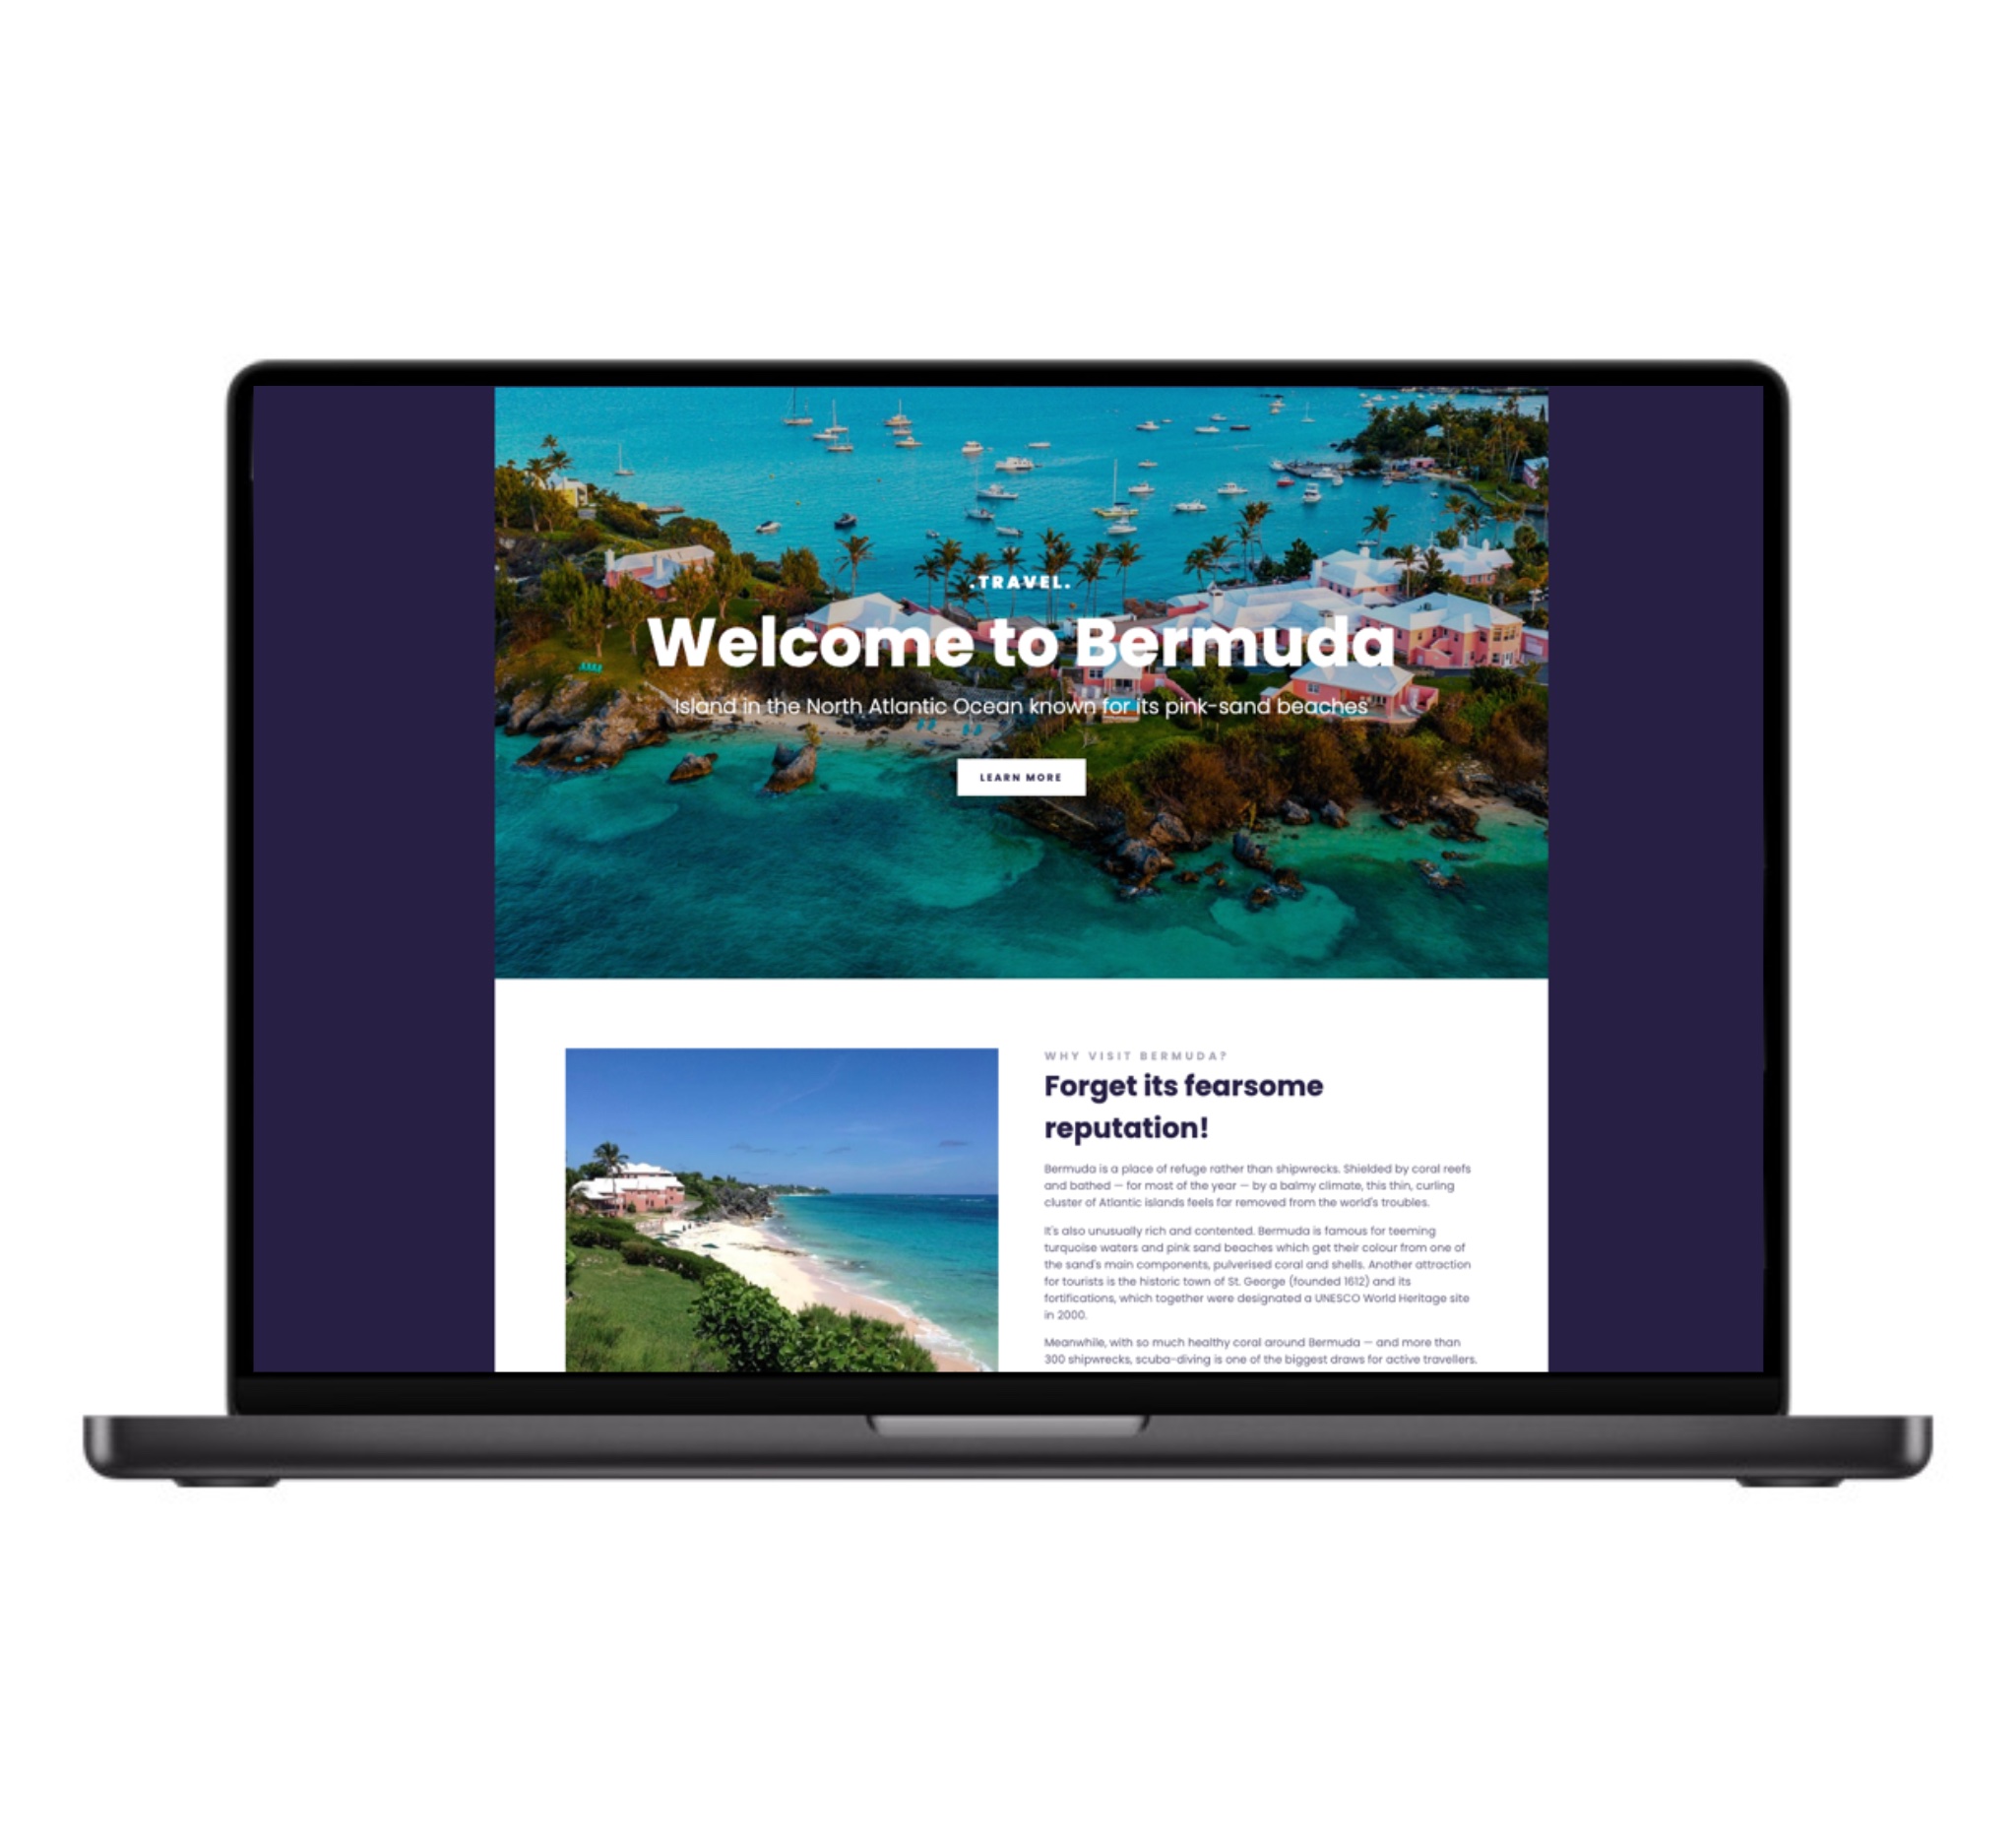 .TRAVEL.
Welcome to Bermuda
Island in the North Atlantic Ocean known for its pink-sand beaches
LEARN MORE
WHY VISIT BERMUDA?
Forget its fearsome
reputation!
Bermuda is a place of refuge rather than shipwrecks. Shielded by coral reefs
and bathed — for most of the year — by a balmy climate, this thin, curling
cluster of Atlantic islands feels far removed from the world's troubles.
It's also unusually rich and contented. Bermuda is famous for teeming
turquoise waters and pink sand beaches which get their colour from one of
the sand's main components, pulverised coral and shells. Another attraction
for tourists is the historic town of St. George (founded 1612) and its
fortifications, which together were designated a UNESCO World Heritage site
in 2000.
Meanwhile, with so much healthy coral around Bermuda — and more than
300 shipwrecks, scuba-diving is one of the biggest draws for active travellers.